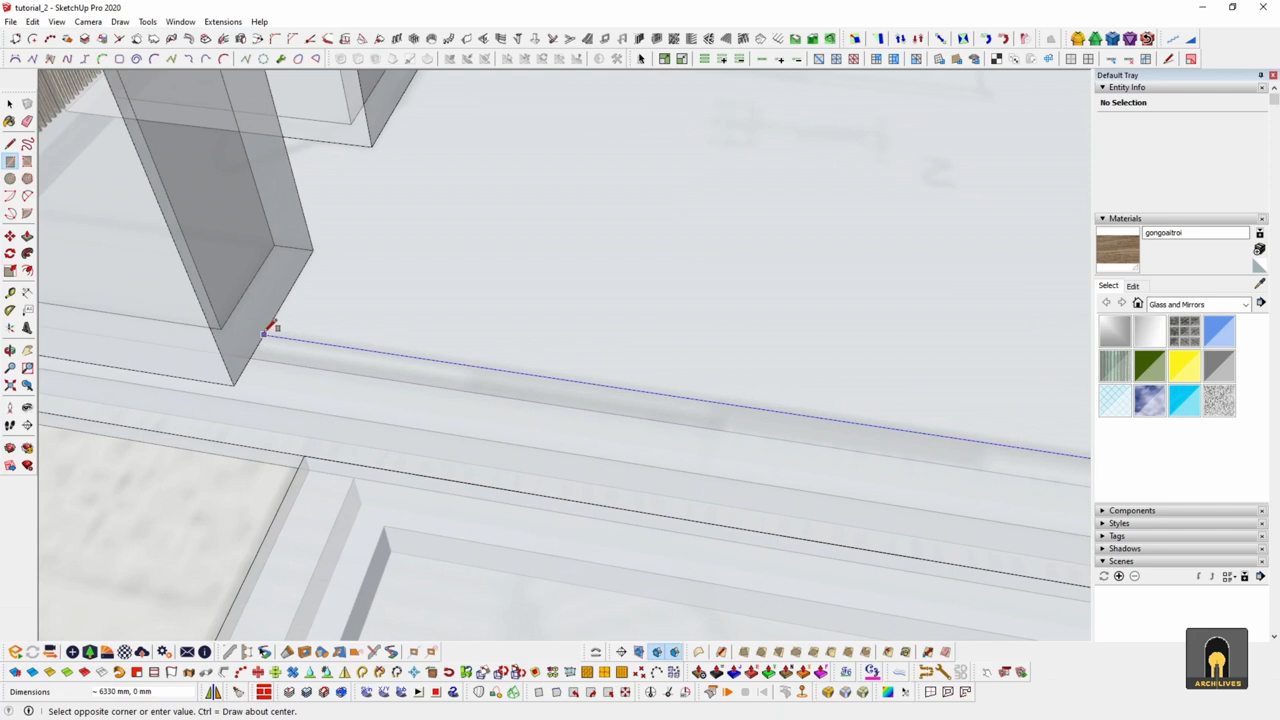 tutorial_2 - SketchUp Pro 2020
File Edit View Camera Draw Tools Window Extensions Help
Default Tray
Entity Info
No Selection
Materials
gongoaitroi
Select Edit
Glass and Mirrors
Components
Styles
Tags
Shadows
Scenes
Dimensions ~ 6330 mm, 0 mm
Select opposite corner or enter value. Ctrl = Draw about center.
ARCHILIVES